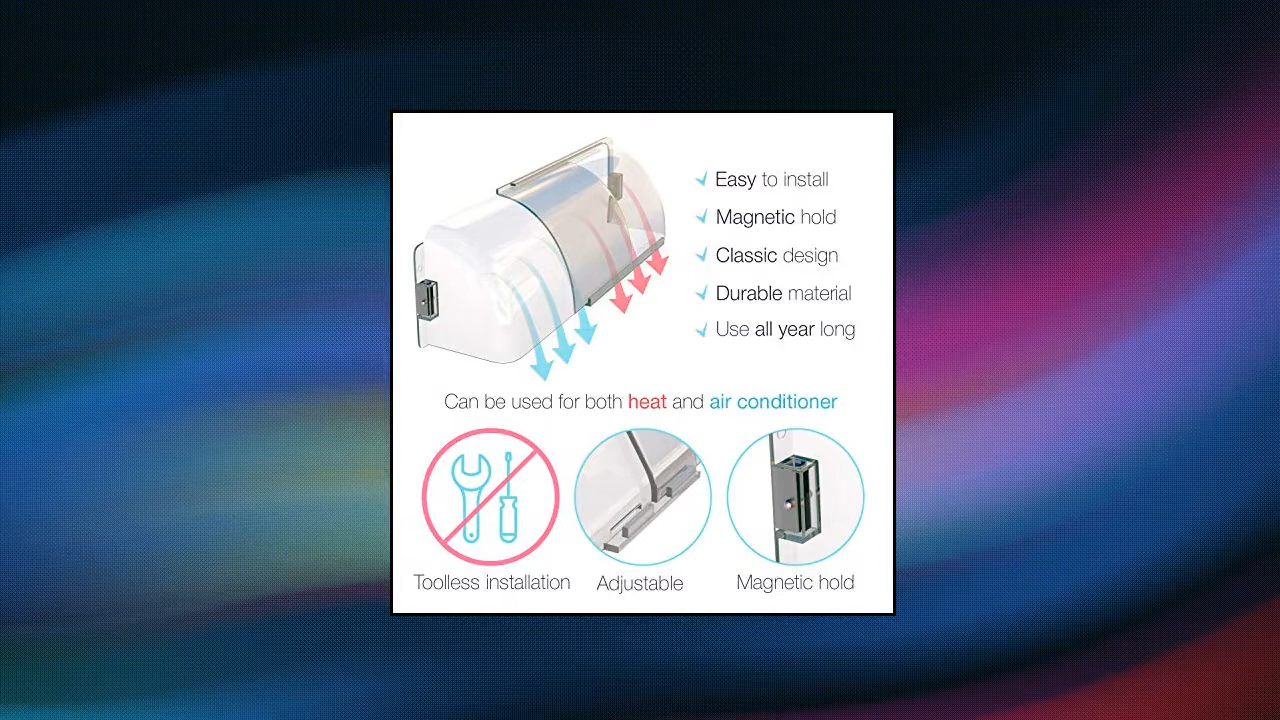 Easy to install
Magnetic hold
Classic design
Durable material
Use all year long
Can be used for both heat and air conditioner
Toolless installation
Adjustable
Magnetic hold